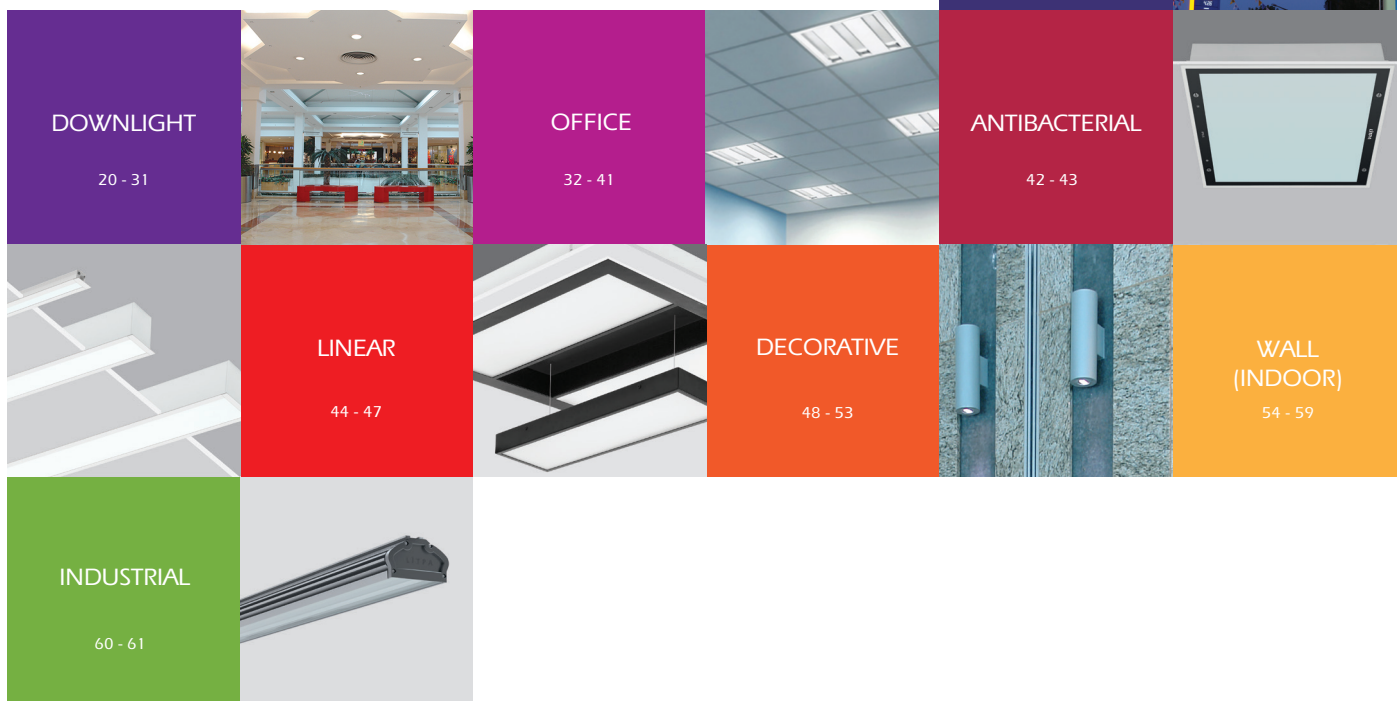 DOWNLIGHT
20 - 31
OFFICE
32 - 41
ANTIBACTERIAL
42 - 43
LINEAR
44 - 47
DECORATIVE
48 - 53
WALL
(INDOOR)
54 - 59
INDUSTRIAL
60 - 61